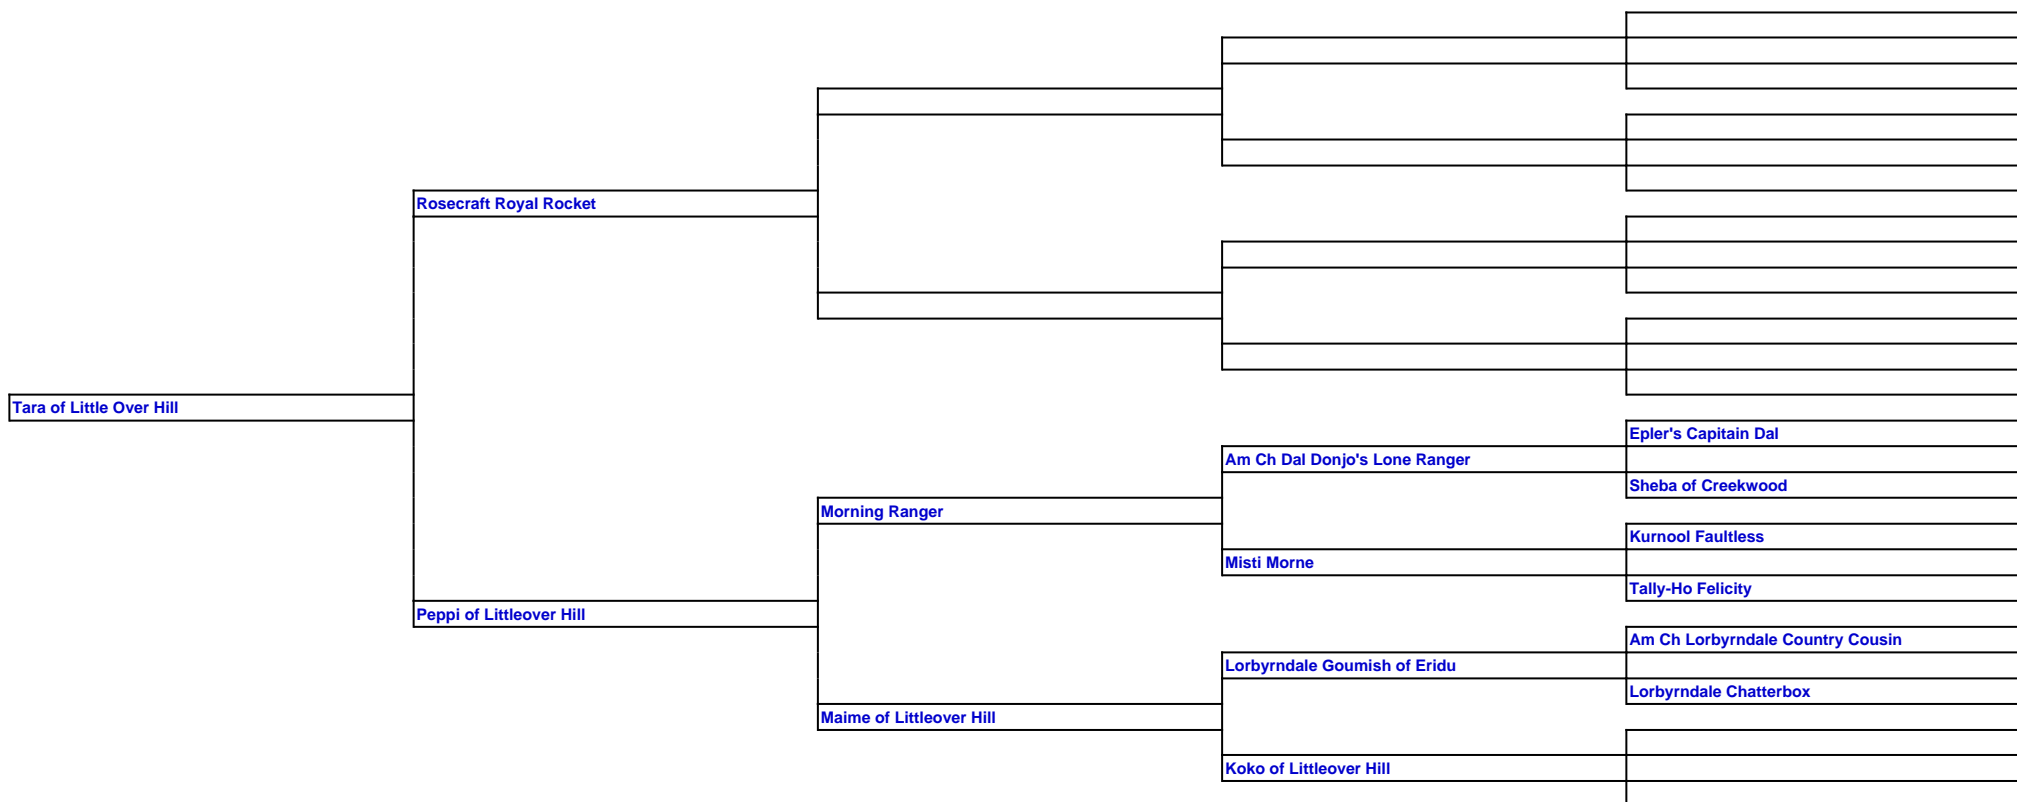 Rosecraft Royal Rocket
Tara of Little Over Hill
Epler's Capitain Dal
Am Ch Dal Donjo's Lone Ranger
Sheba of Creekwood
Morning Ranger
Kurnool Faultless
Misti Morne
Tally-Ho Felicity
Peppi of Littleover Hill
Am Ch Lorbyrndale Country Cousin
Lorbyrndale Goumish of Eridu
Lorbyrndale Chatterbox
Maime of Littleover Hill
Koko of Littleover Hill